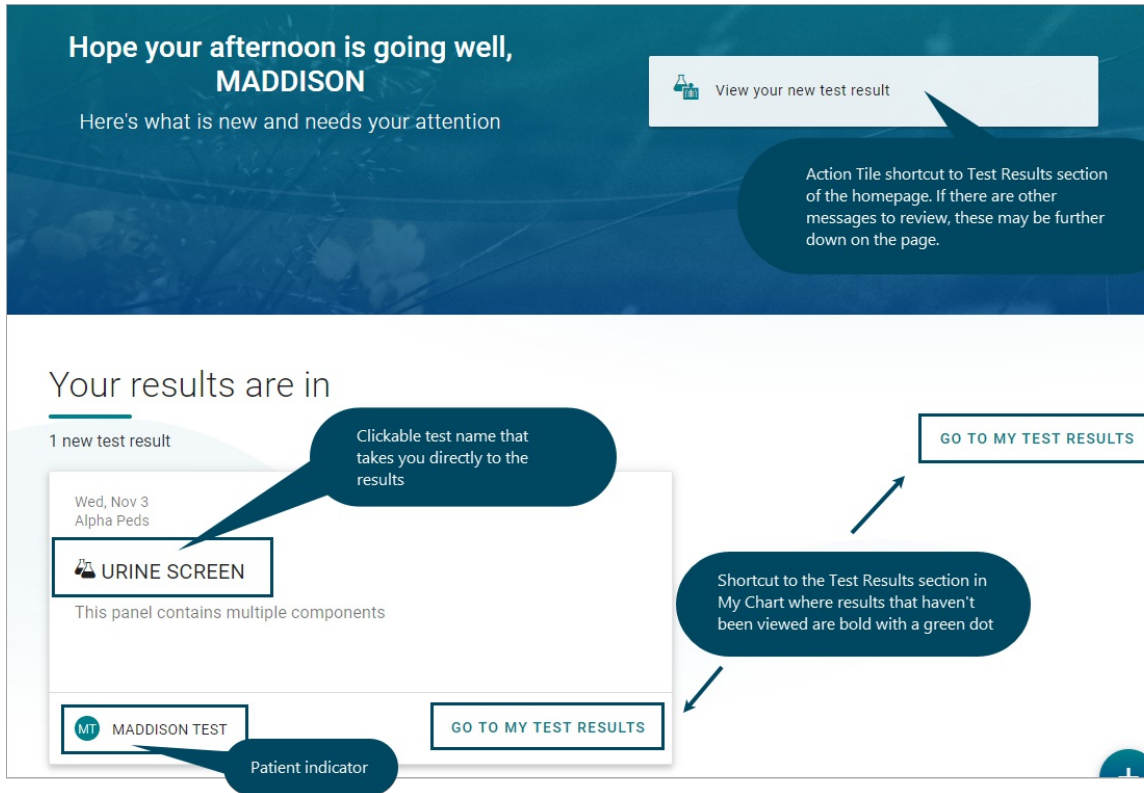 Hope your afternoon is going well,
MADDISON
Here's what is new and needs your attention
View your new test result
Action Tile shortcut to Test Results section
of the homepage. If there are other
messages to review, these may be further
down on the page.
Your results are in
1 new test result
Clickable test name that
takes you directly to the
results
GO TO MY TEST RESULTS
Wed, Nov 3
Alpha Peds
URINE SCREEN
This panel contains multiple components
Shortcut to the Test Results section in
My Chart where results that haven't
been viewed are bold with a green dot
MT MADDISON TEST
GO TO MY TEST RESULTS
Patient indicator